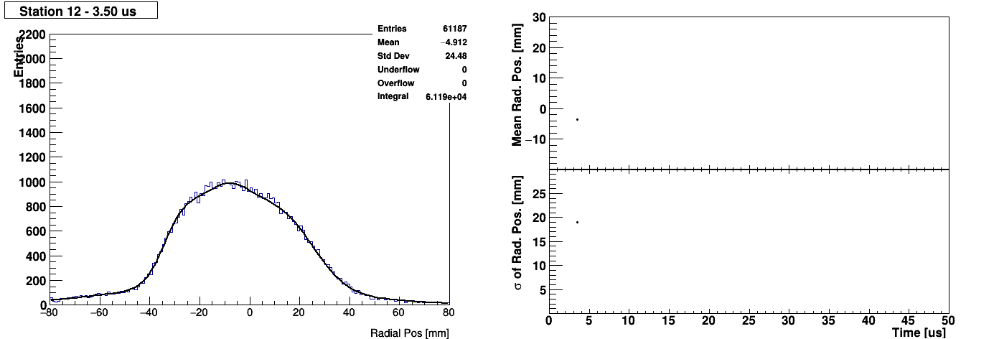 Station 12 - 3.50 us
Entries 61187
Mean −4.912
Std Dev 24.48
Underflow 0
Overflow 0
Integral 6.119e+04
Entries
2200
2000
1800
1600
1400
1200
1000
800
600
400
200
0
−80 −60 −40 −20 0 20 40 60 80
Radial Pos [mm]
Mean Rad. Pos. [mm]
30
20
10
0
−10
σ of Rad. Pos. [mm]
25
20
15
10
5
0 5 10 15 20 25 30 35 40 45 50
Time [us]